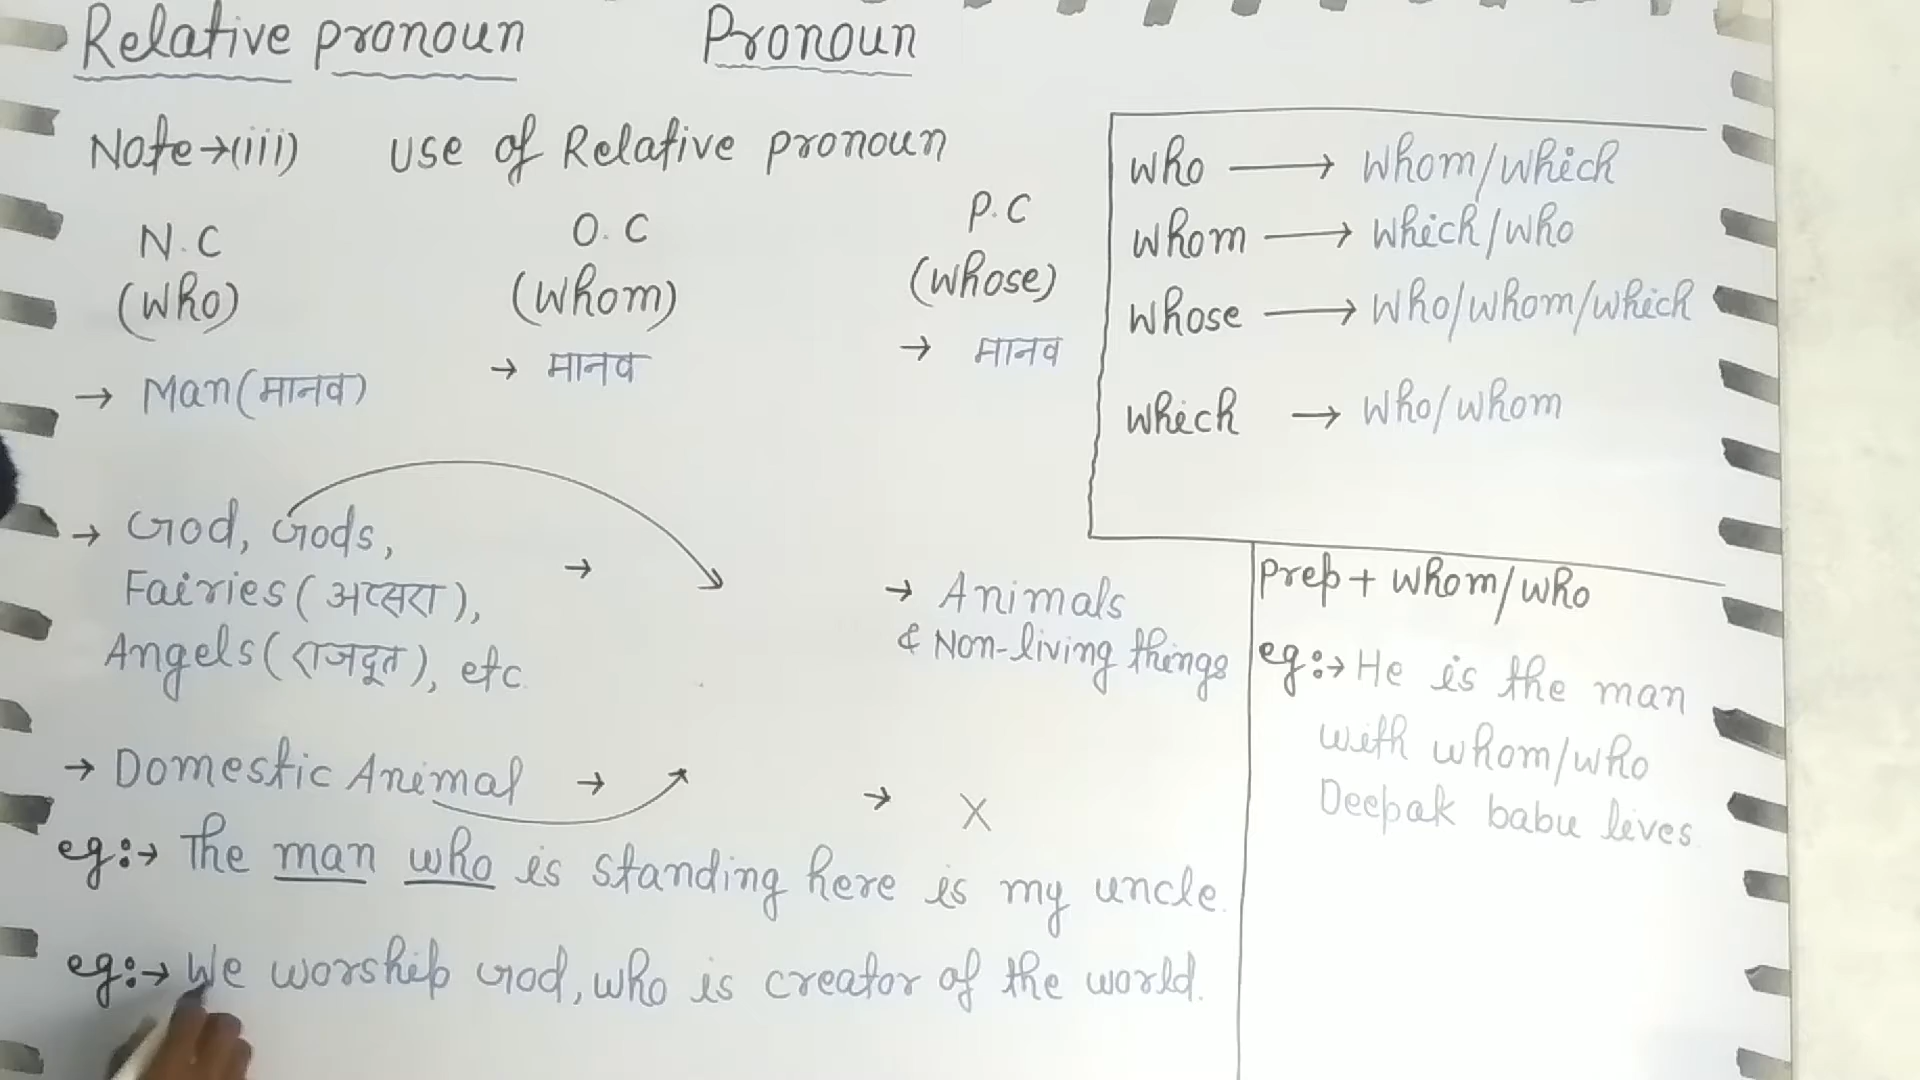 Relative pronoun Pronoun
Note→(iii) use of Relative pronoun
N.C O.C P.C
(who) (whom) (whose)
→ Man(मानव) → मानव → मानव
→ God, Gods, →
Fairies(अप्सरा),
Angels(राजदूत), etc.
→ Animals
& Non-living things
→ Domestic Animal → → X
eg:→ The man who is standing here is my uncle.
eg:→ We worship God, who is creator of the world.
who → whom/which
whom → which/who
whose → who/whom/which
which → who/whom
prep + whom/who
eg:→ He is the man
with whom/who
Deepak babu lives.